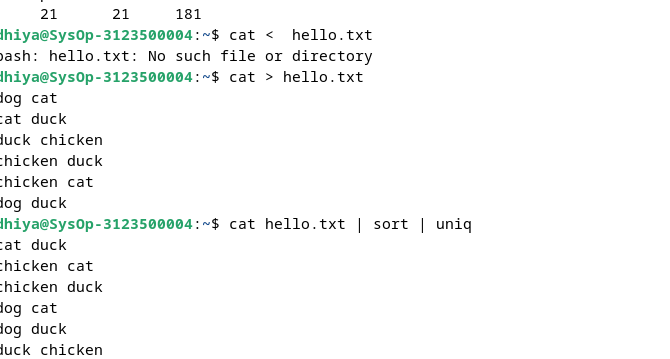 21 21 181
dhiya@SysOp-3123500004:~$ cat < hello.txt
bash: hello.txt: No such file or directory
dhiya@SysOp-3123500004:~$ cat > hello.txt
dog cat
cat duck
duck chicken
chicken duck
chicken cat
dog duck
dhiya@SysOp-3123500004:~$ cat hello.txt | sort | uniq
cat duck
chicken cat
chicken duck
dog cat
dog duck
duck chicken